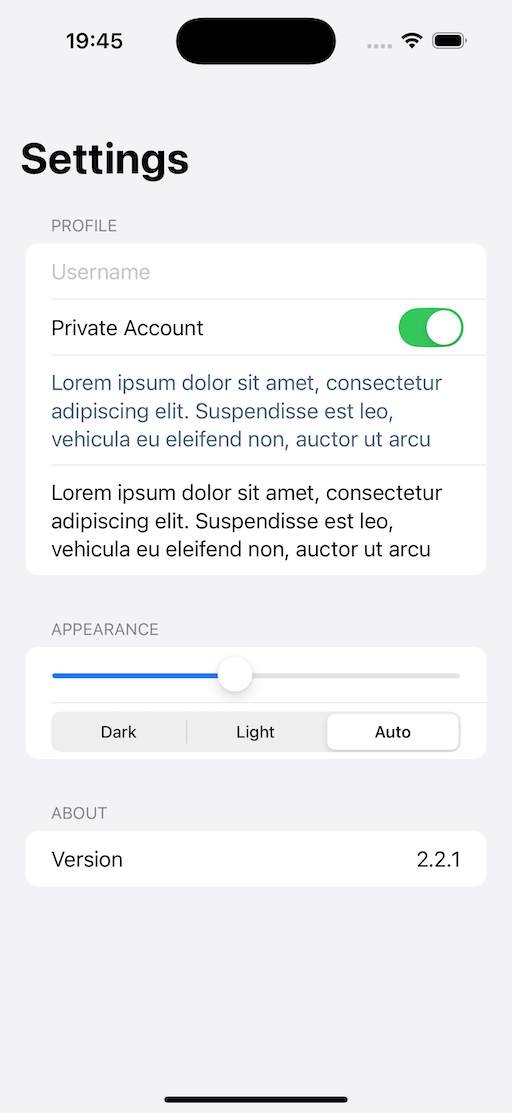 19:45
Settings
PROFILE
Username
Private Account
Lorem ipsum dolor sit amet, consectetur
adipiscing elit. Suspendisse est leo,
vehicula eu eleifend non, auctor ut arcu
Lorem ipsum dolor sit amet, consectetur
adipiscing elit. Suspendisse est leo,
vehicula eu eleifend non, auctor ut arcu
APPEARANCE
Dark Light Auto
ABOUT
Version 2.2.1